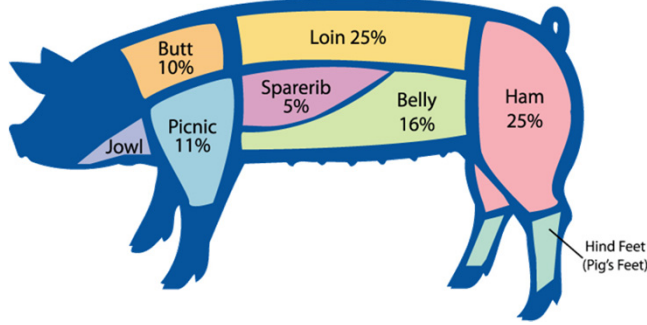 Butt
10%
Loin 25%
Sparerib
5%
Belly
16%
Ham
25%
Jowl
Picnic
11%
Hind Feet
(Pig's Feet)